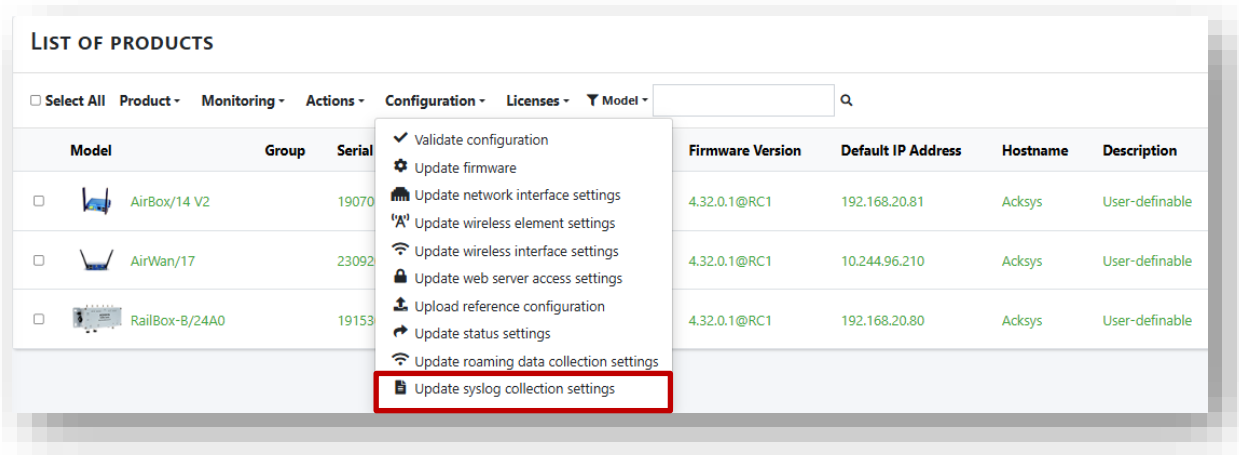 LIST OF PRODUCTS
Select All Product Monitoring Actions Configuration Licenses Model
Model Group Serial Firmware Version Default IP Address Hostname Description
AirBox/14 V2 19070 4.32.0.1@RC1 192.168.20.81 Acksys User-definable
AirWan/17 23092 4.32.0.1@RC1 10.244.96.210 Acksys User-definable
RailBox-B/24A0 19153 4.32.0.1@RC1 192.168.20.80 Acksys User-definable
Validate configuration
Update firmware
Update network interface settings
Update wireless element settings
Update wireless interface settings
Update web server access settings
Upload reference configuration
Update status settings
Update roaming data collection settings
Update syslog collection settings